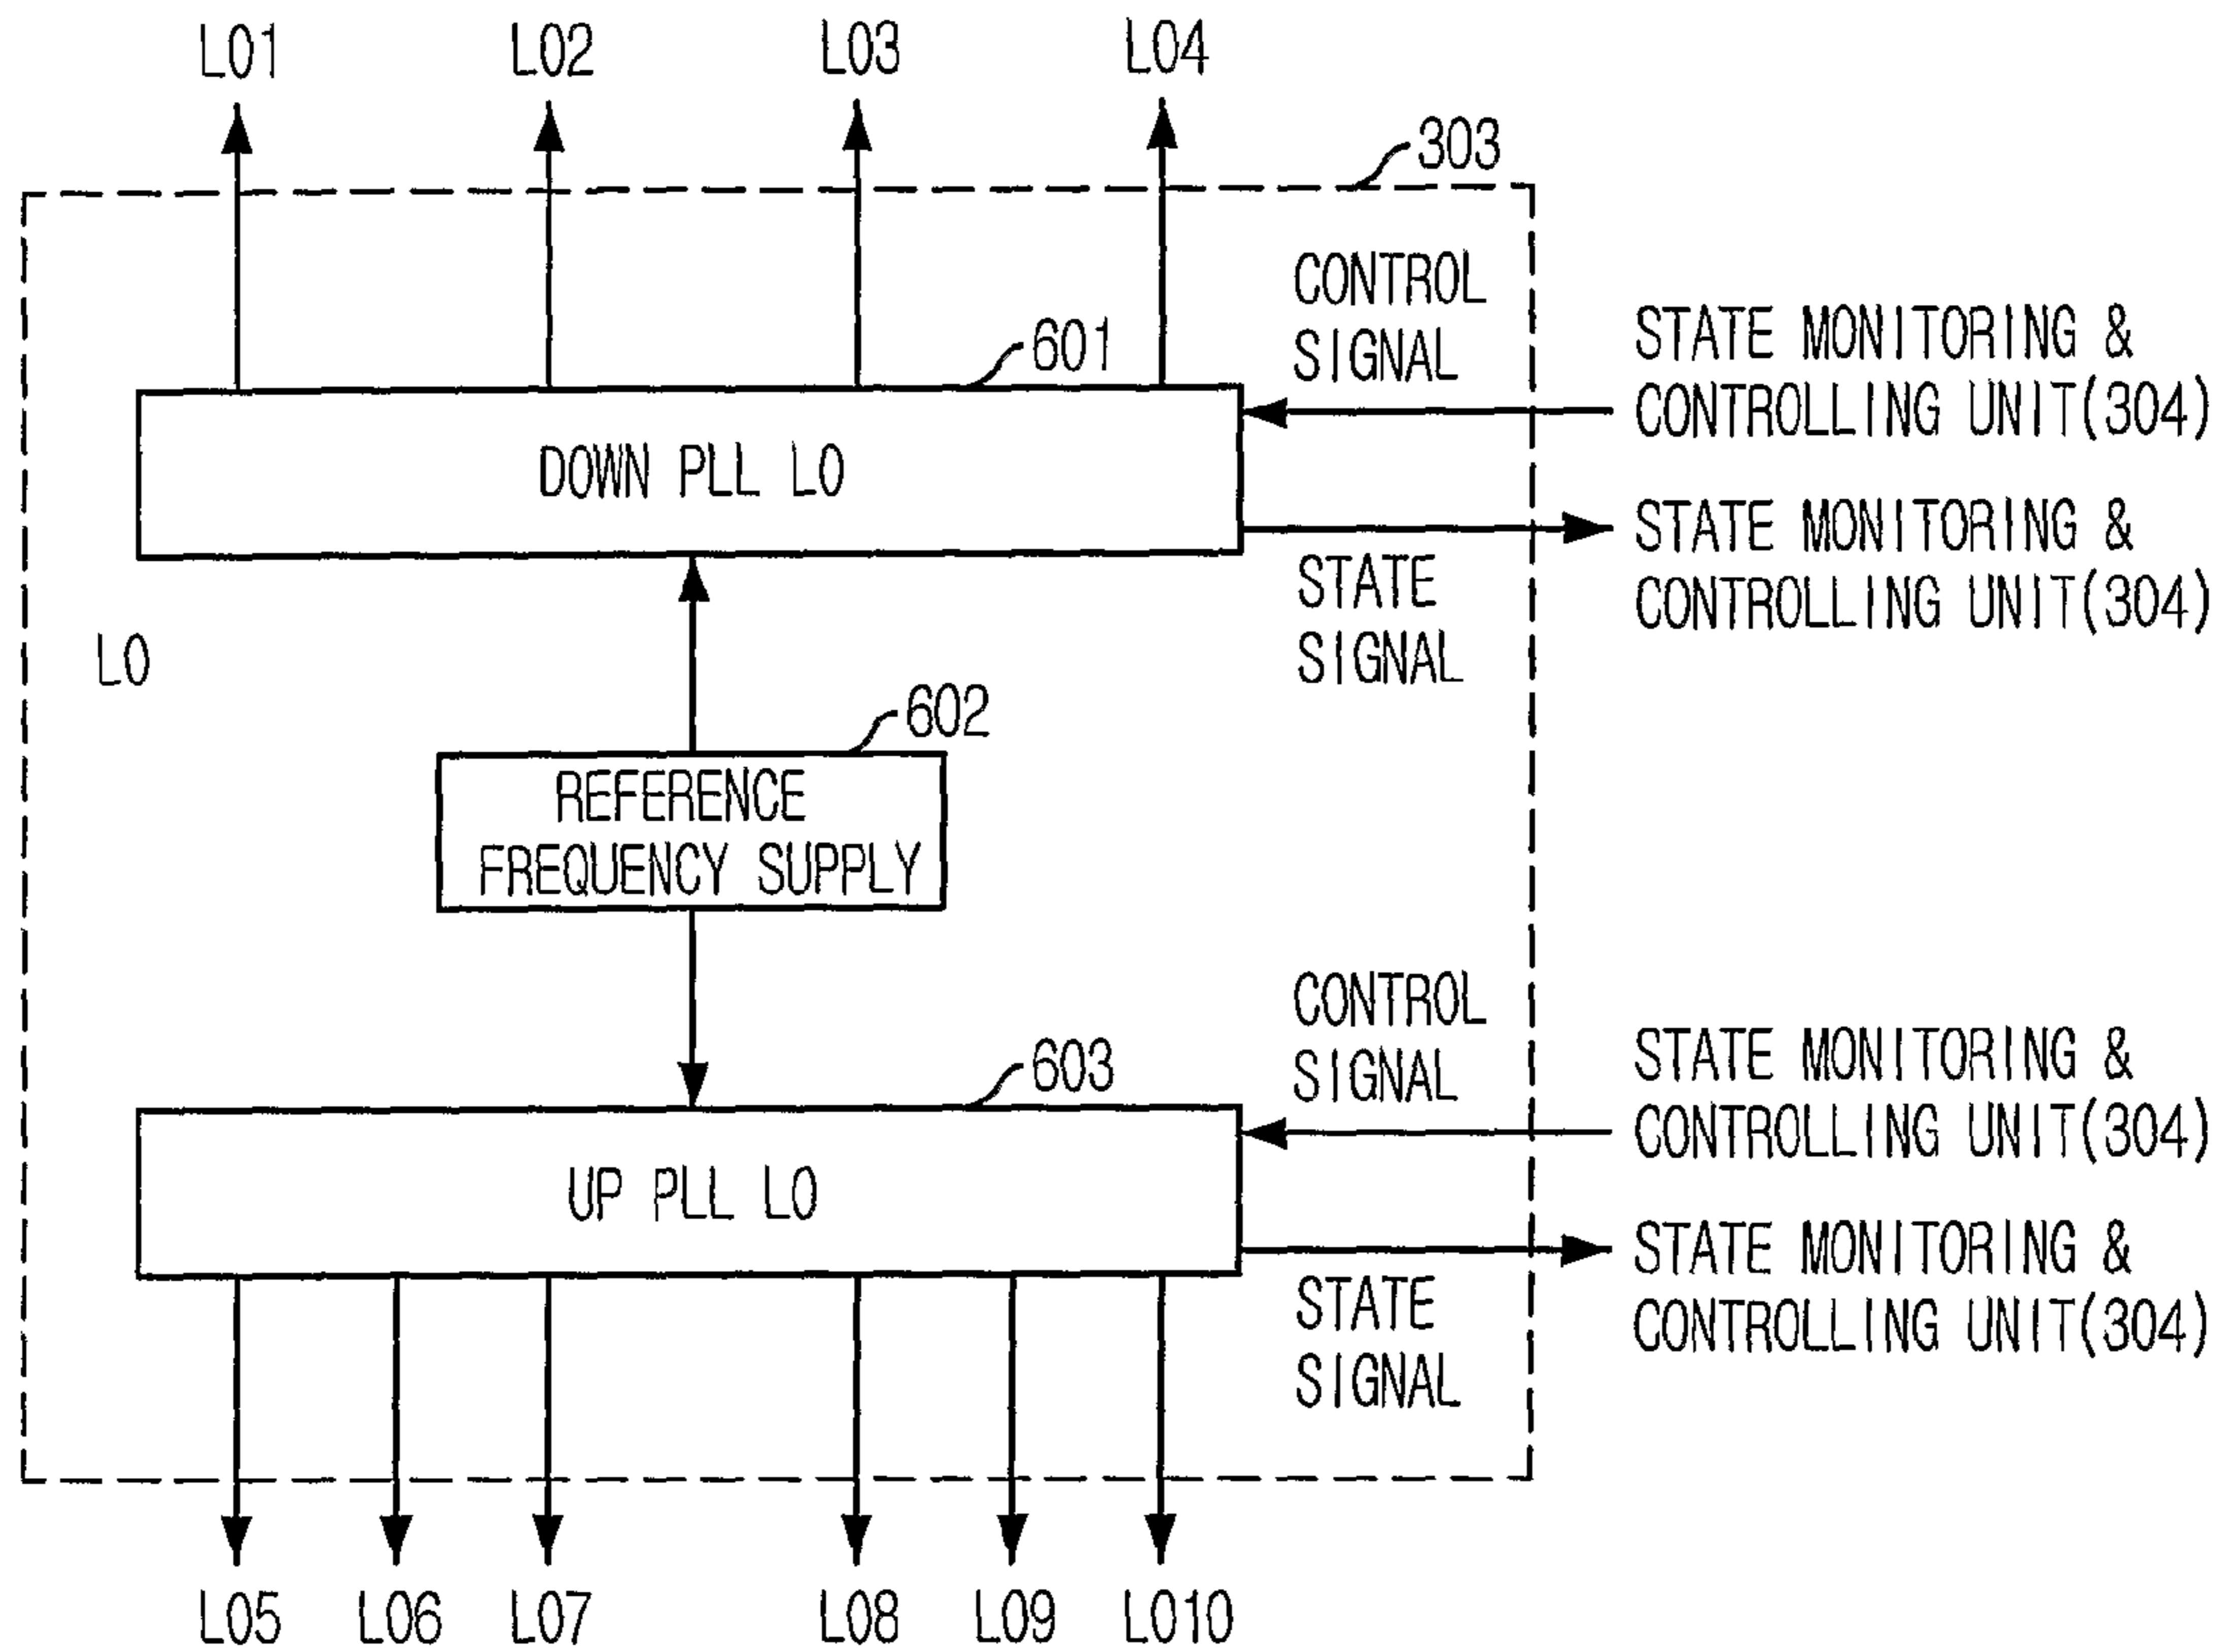 LO1
LO2
LO3
LO4
303
CONTROL
SIGNAL
STATE MONITORING &
CONTROLLING UNIT(304)
601
DOWN PLL LO
STATE MONITORING &
CONTROLLING UNIT(304)
STATE
SIGNAL
LO
602
REFERENCE
FREQUENCY SUPPLY
CONTROL
SIGNAL
STATE MONITORING &
CONTROLLING UNIT(304)
603
UP PLL LO
STATE MONITORING &
CONTROLLING UNIT(304)
STATE
SIGNAL
LO5
LO6
LO7
LO8
LO9
LO10